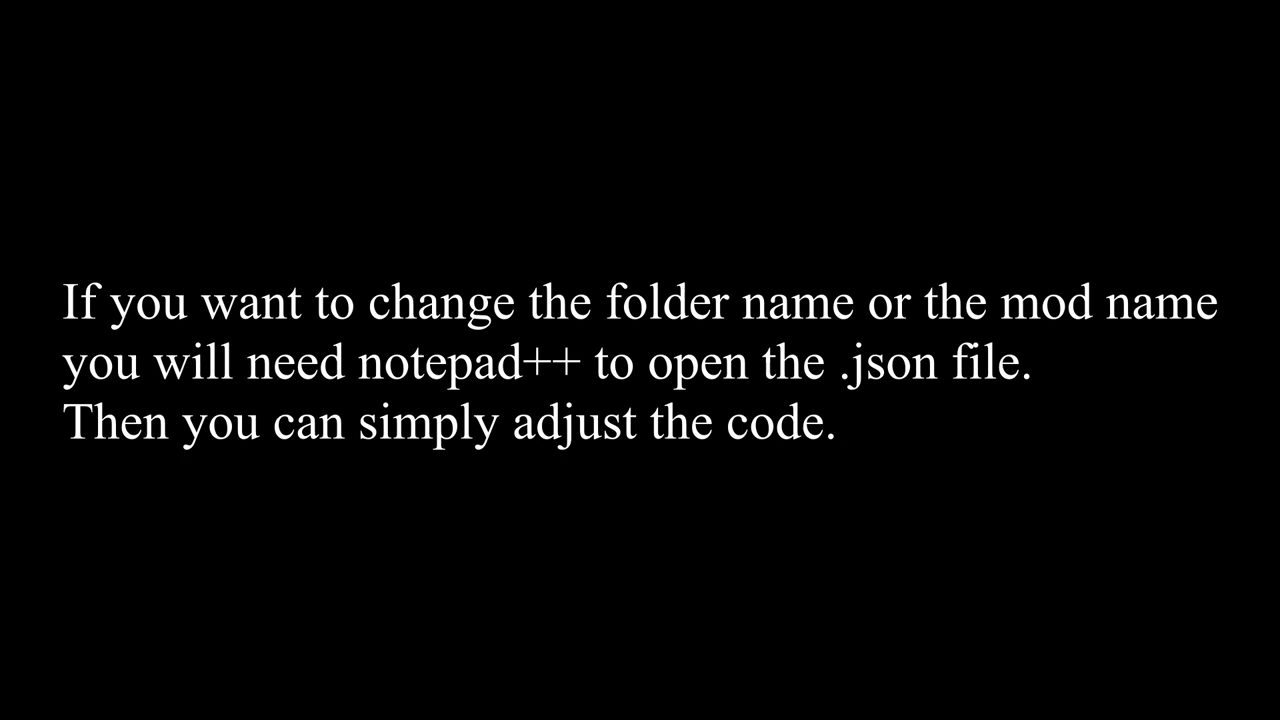 If you want to change the folder name or the mod name
you will need notepad++ to open the .json file.
Then you can simply adjust the code.